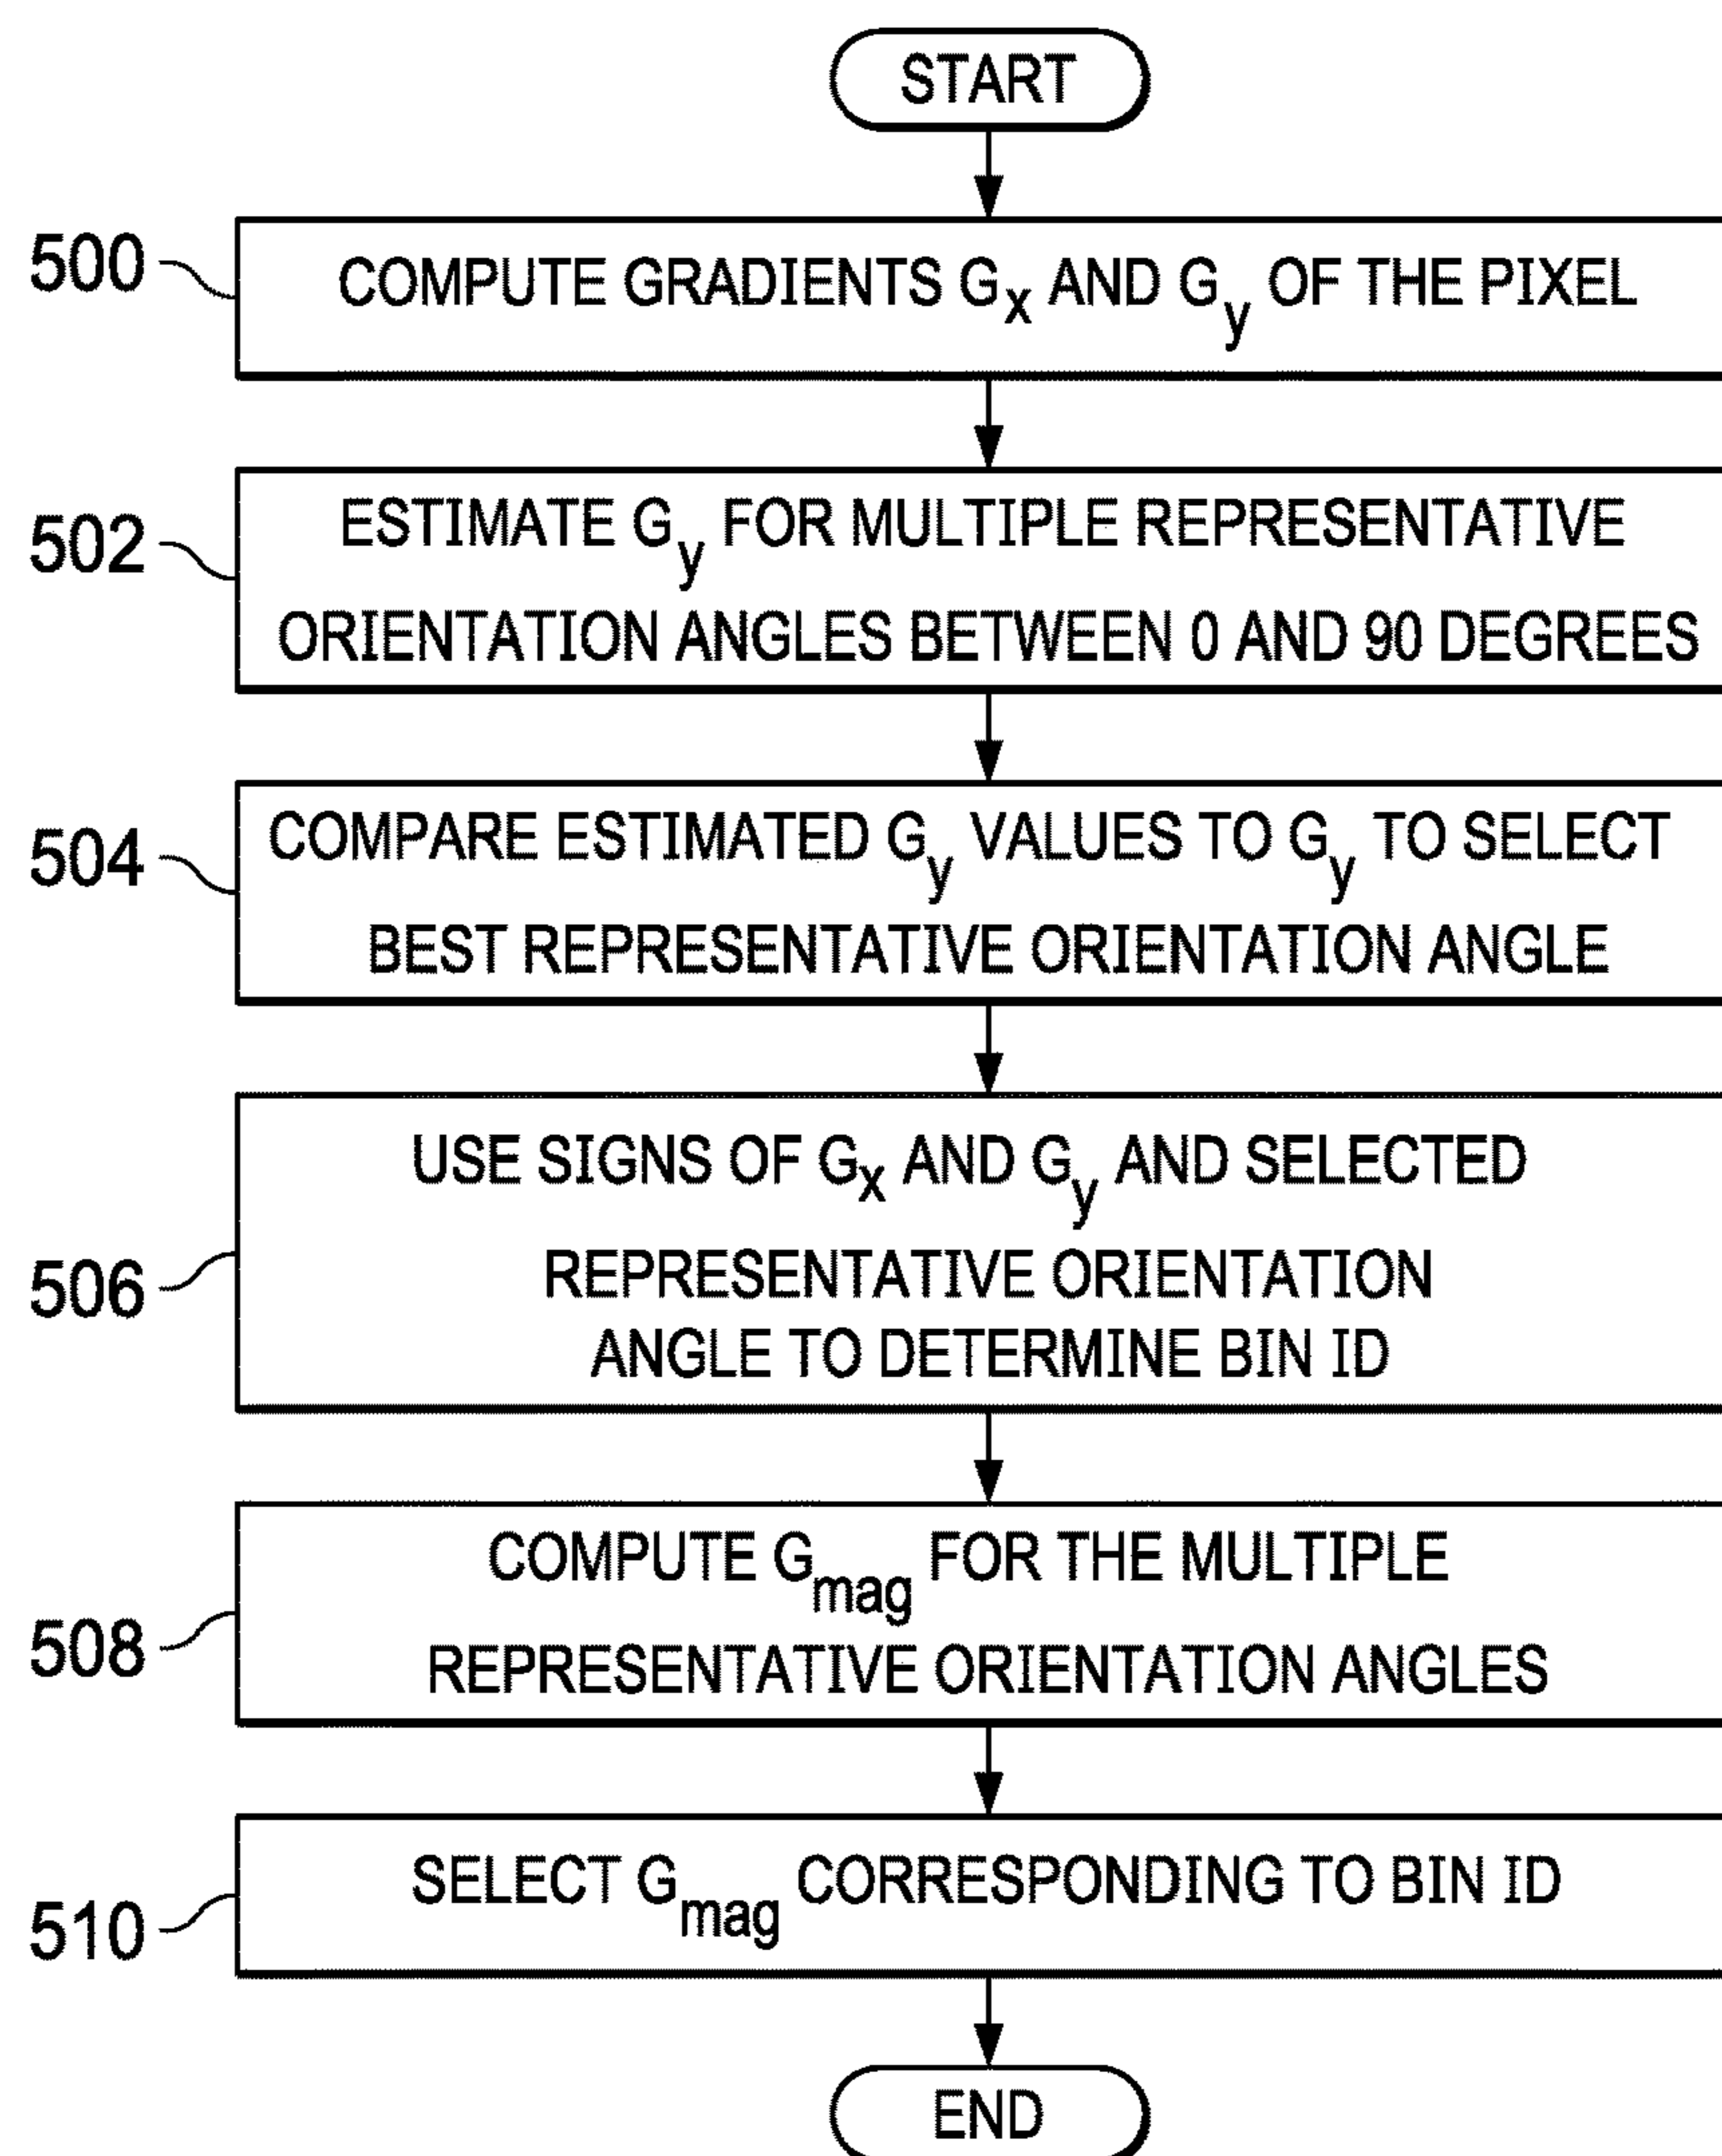 START
500
COMPUTE GRADIENTS Gx AND Gy OF THE PIXEL
502
ESTIMATE Gy FOR MULTIPLE REPRESENTATIVE
ORIENTATION ANGLES BETWEEN 0 AND 90 DEGREES
504
COMPARE ESTIMATED Gy VALUES TO Gy TO SELECT
BEST REPRESENTATIVE ORIENTATION ANGLE
506
USE SIGNS OF Gx AND Gy AND SELECTED
REPRESENTATIVE ORIENTATION
ANGLE TO DETERMINE BIN ID
508
COMPUTE Gmag FOR THE MULTIPLE
REPRESENTATIVE ORIENTATION ANGLES
510
SELECT Gmag CORRESPONDING TO BIN ID
END